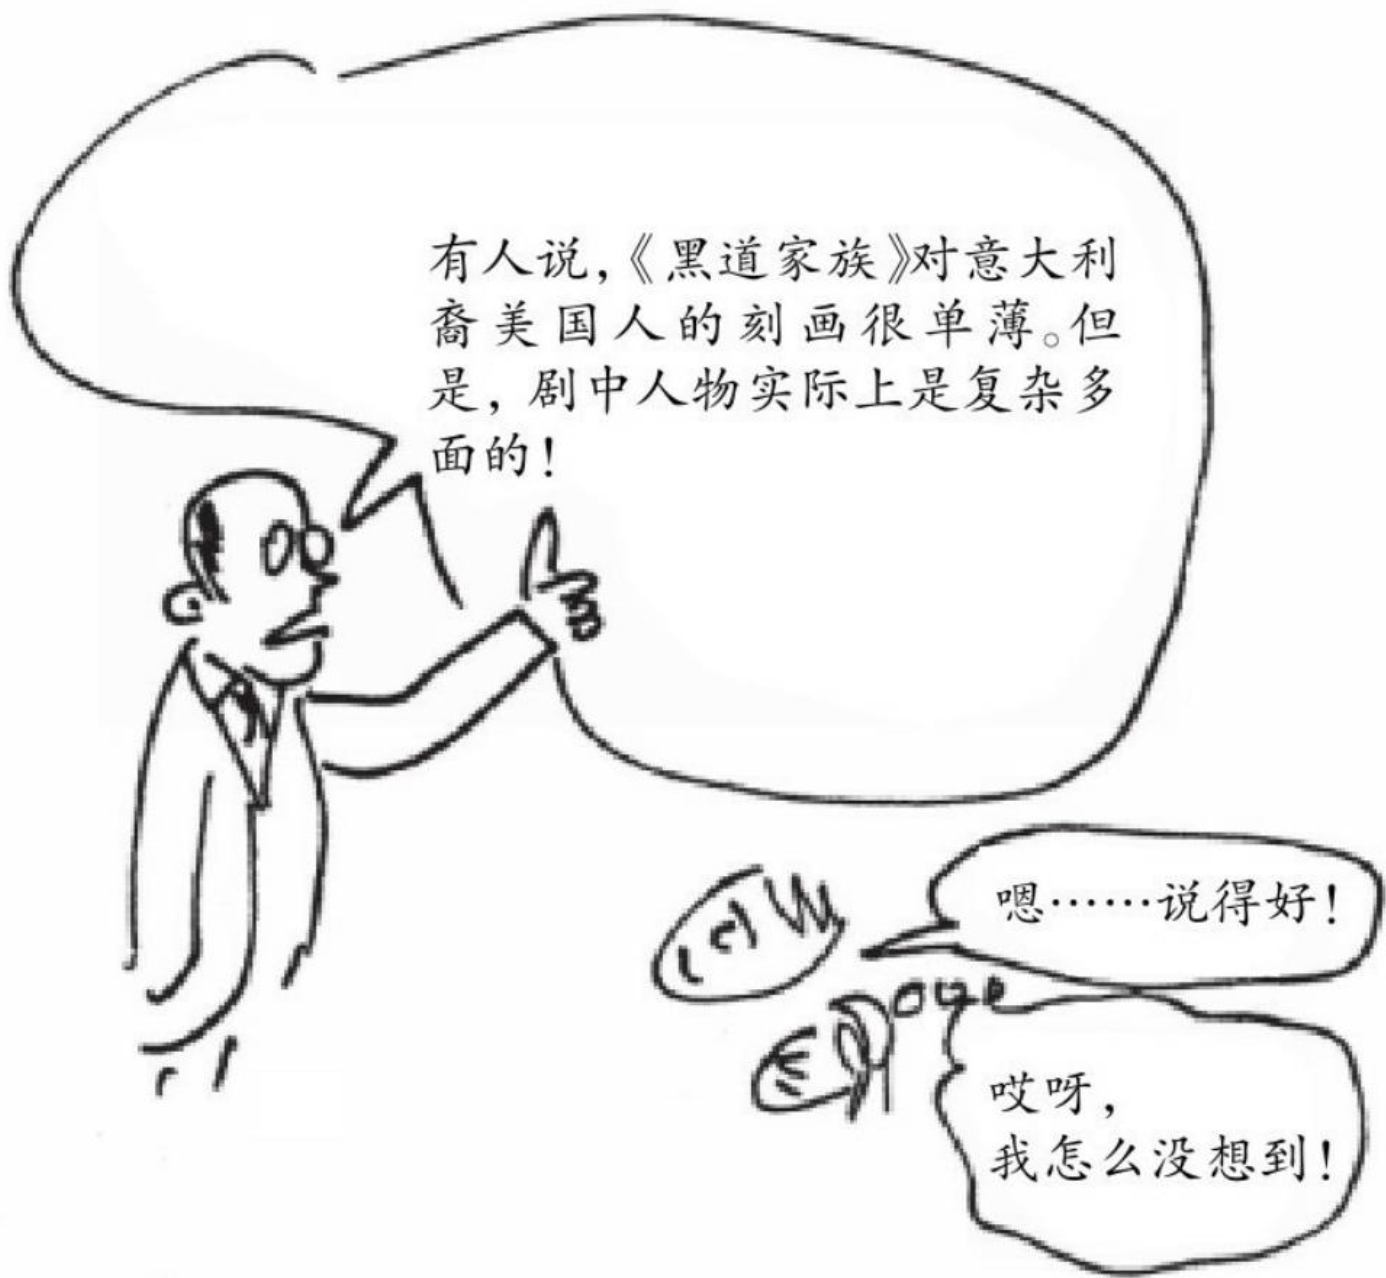 有人说，《黑道家族》对意大利
裔美国人的刻画很单薄。但
是，剧中人物实际上是复杂多
面的！
嗯……说得好！
哎呀，
我怎么没想到！